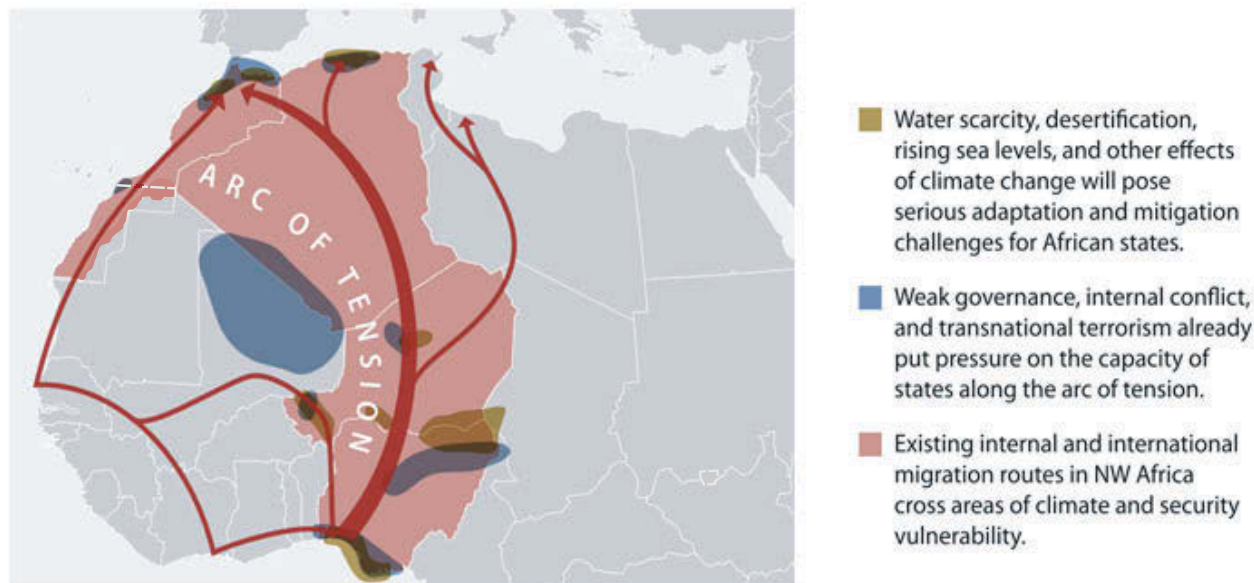 ARC OF TENSION
Water scarcity, desertification,
rising sea levels, and other effects
of climate change will pose
serious adaptation and mitigation
challenges for African states.
Weak governance, internal conflict,
and transnational terrorism already
put pressure on the capacity of
states along the arc of tension.
Existing internal and international
migration routes in NW Africa
cross areas of climate and security
vulnerability.